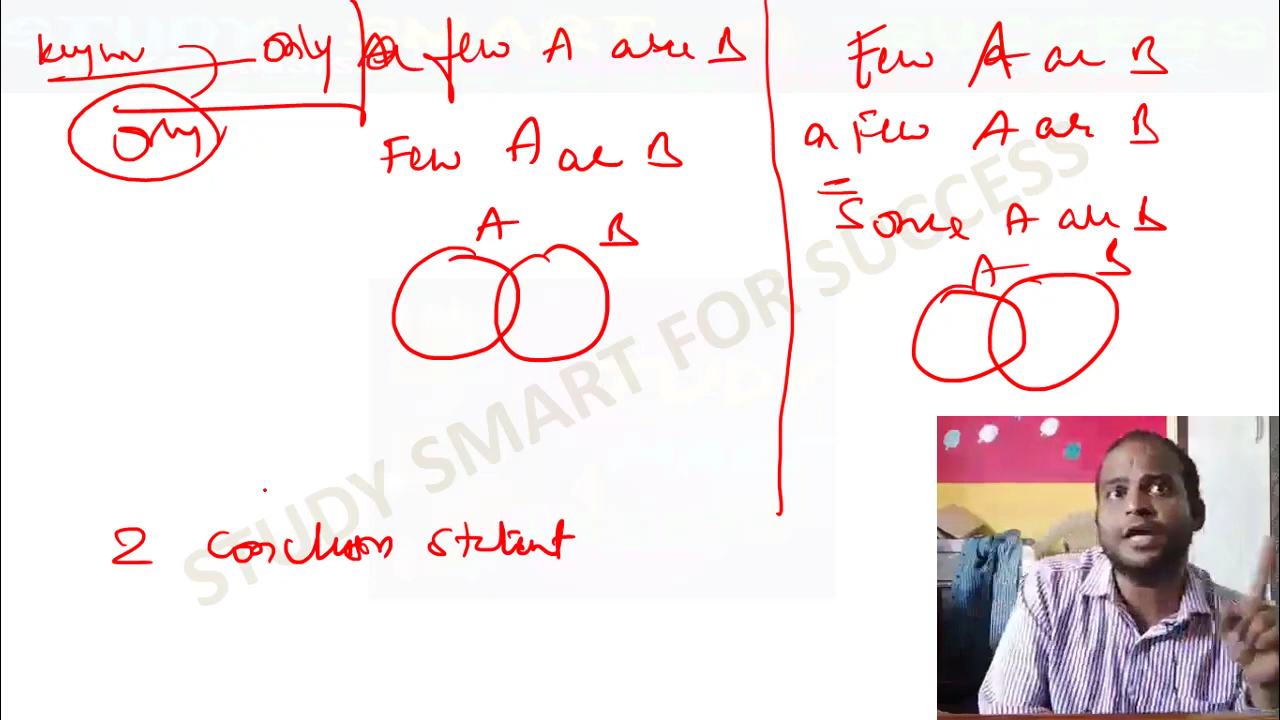 keyw only a few A are B
Only
Few A are B
A B
2 conclusion statemt
Few A are B
a few A are B
= Some A are B
A B
STUDY SMART FOR SUCCESS